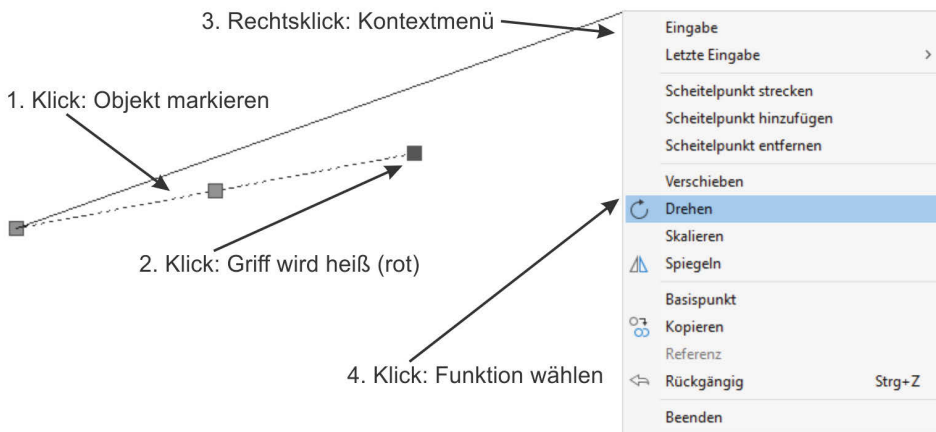 3. Rechtsklick: Kontextmenü
1. Klick: Objekt markieren
2. Klick: Griff wird heiß (rot)
4. Klick: Funktion wählen
Eingabe
Letzte Eingabe >
Scheitelpunkt strecken
Scheitelpunkt hinzufügen
Scheitelpunkt entfernen
Verschieben
Drehen
Skalieren
Spiegeln
Basispunkt
Kopieren
Referenz
Rückgängig Strg+Z
Beenden